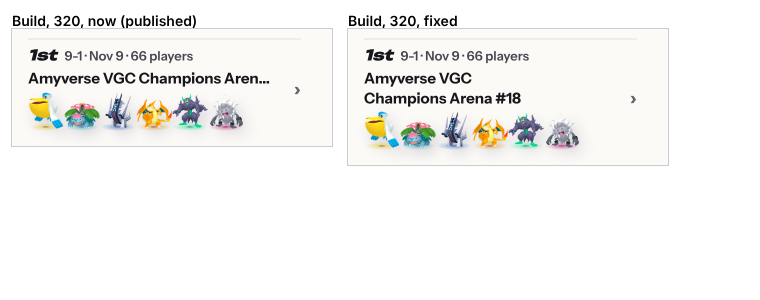 Build, 320, now (published)
1st 9–1 · Nov 9 · 66 players
Amyverse VGC Champions Aren...
›
Build, 320, fixed
1st 9–1 · Nov 9 · 66 players
Amyverse VGC
Champions Arena #18
›